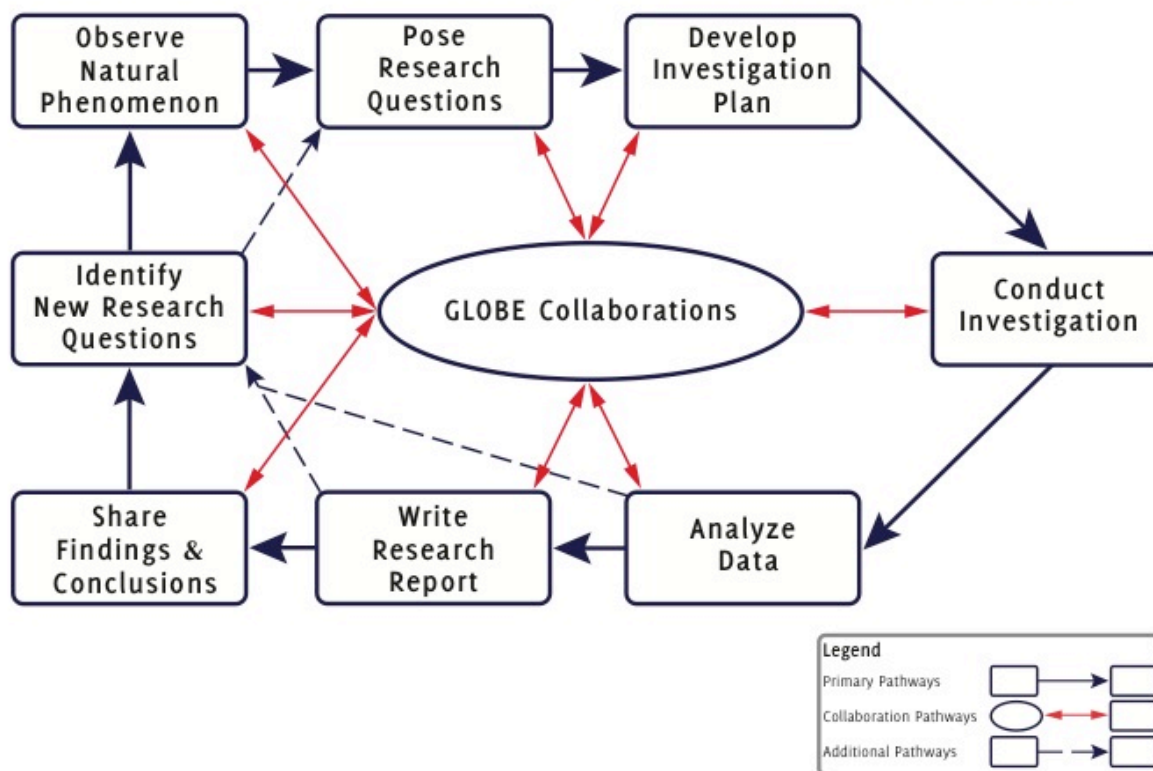 Observe
Natural
Phenomenon
Pose
Research
Questions
Develop
Investigation
Plan
Identify
New Research
Questions
GLOBE Collaborations
Conduct
Investigation
Share
Findings &
Conclusions
Write
Research
Report
Analyze
Data
Legend
Primary Pathways
Collaboration Pathways
Additional Pathways